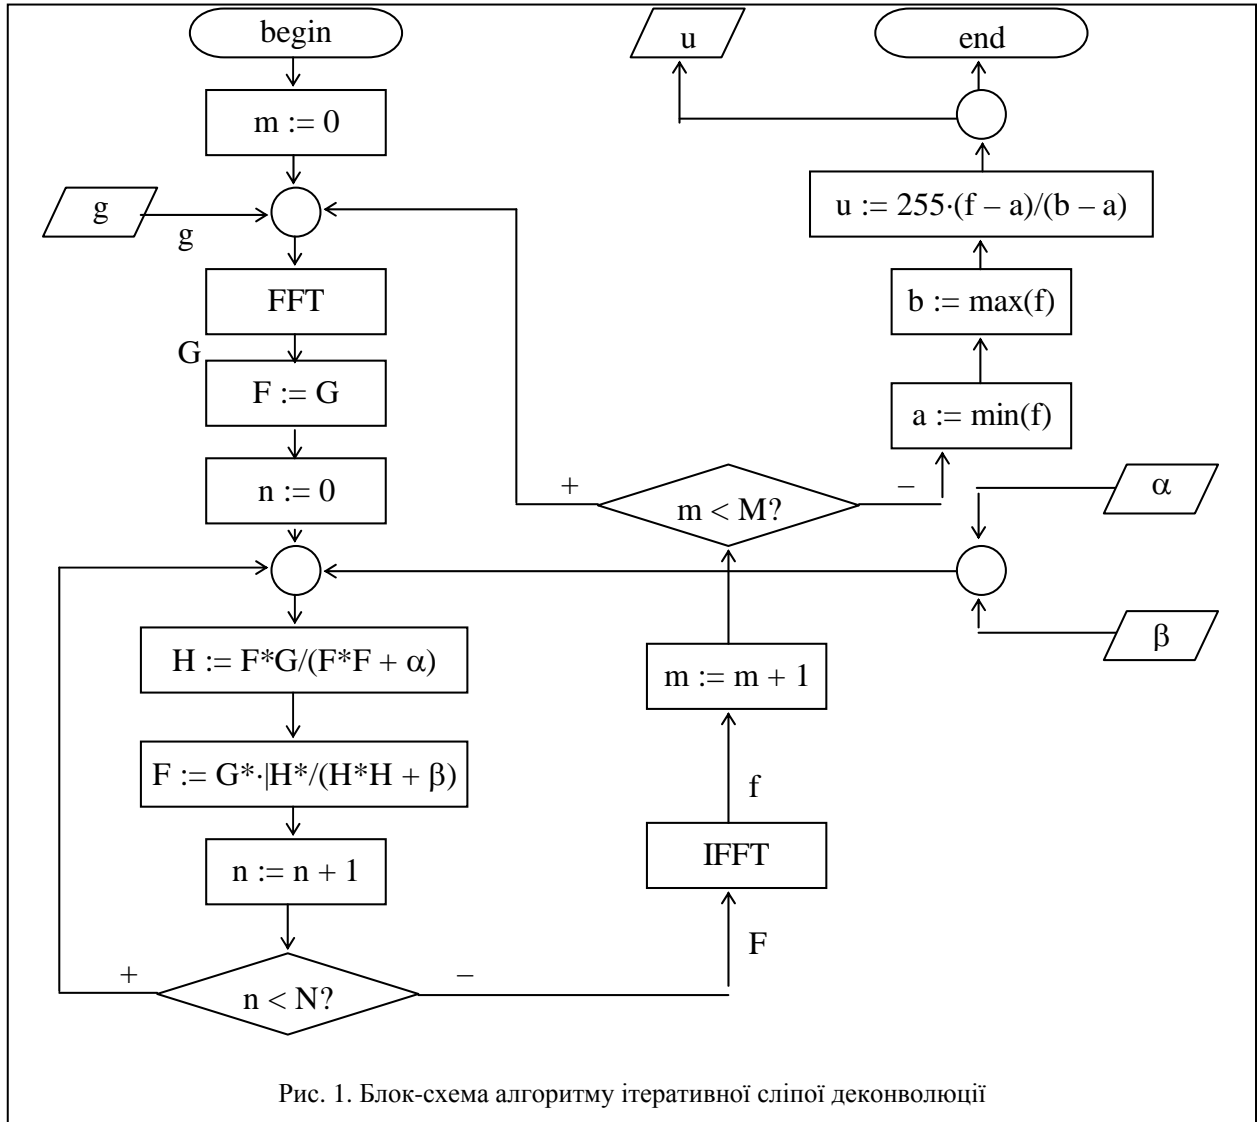 begin
m := 0
g
g
FFT
G
F := G
n := 0
H := F*G/(F*F + α)
F := G*·|H*/(H*H + β)
n := n + 1
n < N?
+
–
F
IFFT
f
m := m + 1
m < M?
+
–
a := min(f)
b := max(f)
u := 255·(f – a)/(b – a)
u
end
α
β
Рис. 1. Блок-схема алгоритму ітеративної сліпої деконволюції